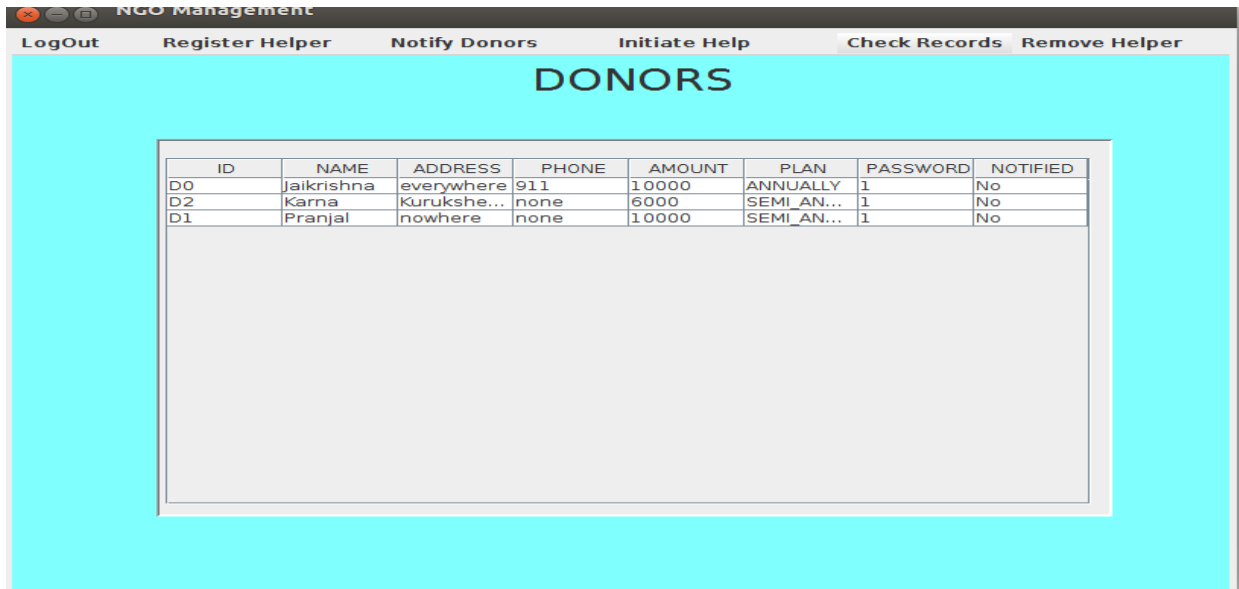 NGO Management
LogOut Register Helper Notify Donors Initiate Help Check Records Remove Helper
DONORS
ID NAME ADDRESS PHONE AMOUNT PLAN PASSWORD NOTIFIED
D0 Jaikrishna everywhere 911 10000 ANNUALLY 1 No
D2 Karna Kurukshe... none 6000 SEMI_AN... 1 No
D1 Pranjal nowhere none 10000 SEMI_AN... 1 No